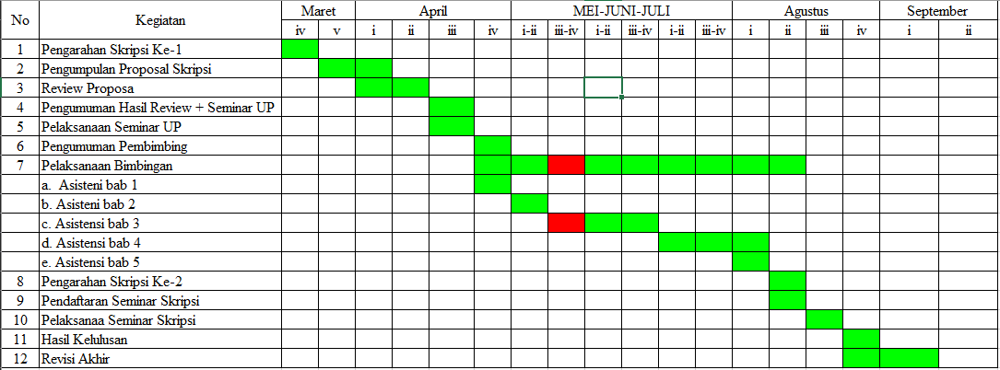 No Kegiatan Maret April MEI-JUNI-JULI Agustus September
iv v i ii iii iv i-ii iii-iv i-ii iii-iv i-ii iii-iv i ii iii iv i ii
1 Pengarahan Skripsi Ke-1
2 Pengumpulan Proposal Skripsi
3 Review Proposa
4 Pengumuman Hasil Review + Seminar UP
5 Pelaksanaan Seminar UP
6 Pengumuman Pembimbing
7 Pelaksanaan Bimbingan
a. Asisteni bab 1
b. Asisteni bab 2
c. Asistensi bab 3
d. Asistensi bab 4
e. Asistensi bab 5
8 Pengarahan Skripsi Ke-2
9 Pendaftaran Seminar Skripsi
10 Pelaksanaa Seminar Skripsi
11 Hasil Kelulusan
12 Revisi Akhir